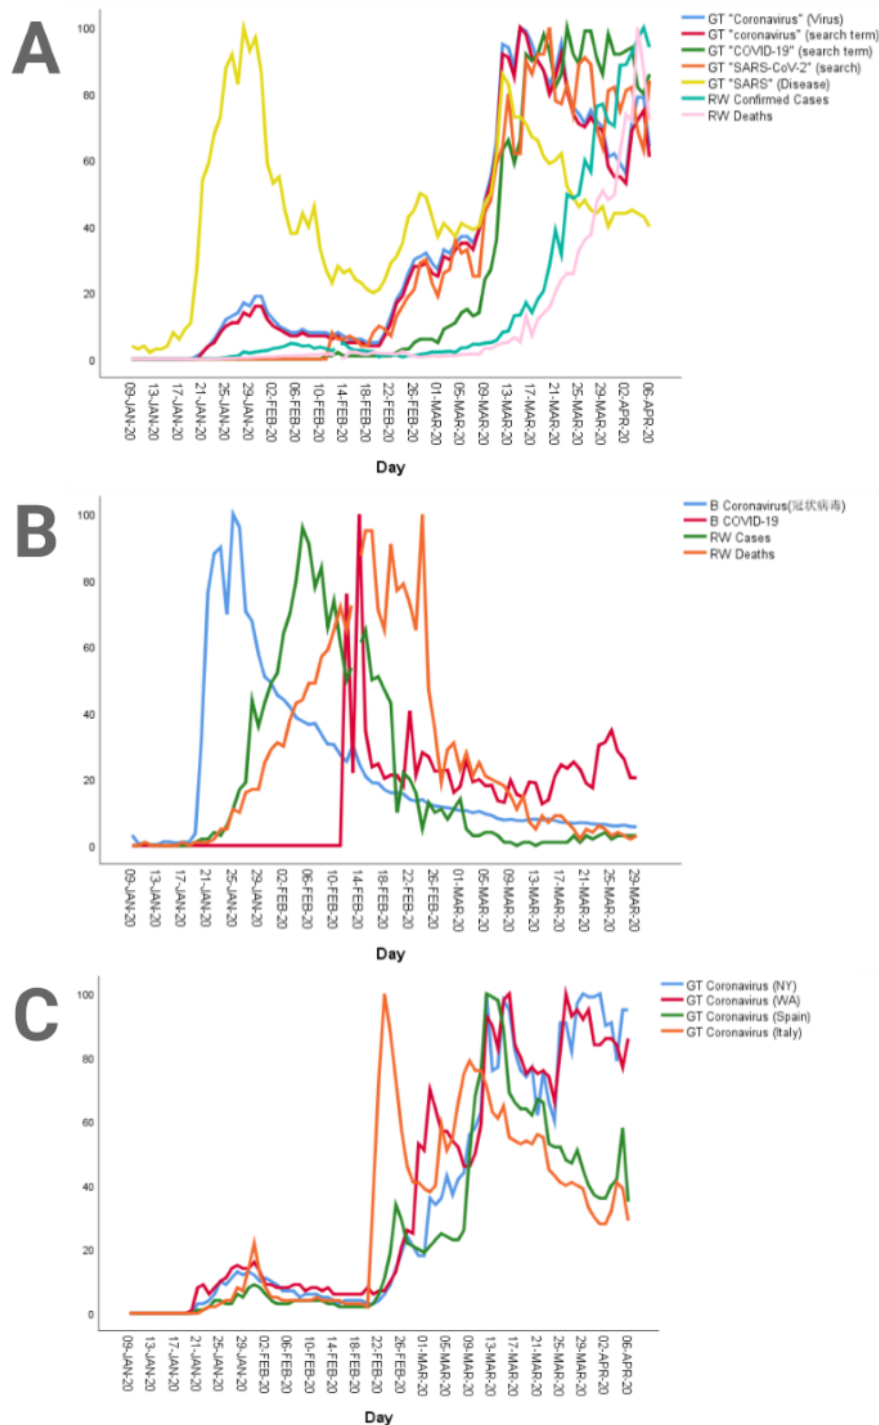 A
GT "Coronavirus" (Virus)
GT "coronavirus" (search term)
GT "COVID-19" (search term)
GT "SARS-CoV-2" (search)
GT "SARS" (Disease)
RW Confirmed Cases
RW Deaths
100
80
60
40
20
0
09-JAN-20
13-JAN-20
17-JAN-20
21-JAN-20
25-JAN-20
29-JAN-20
02-FEB-20
06-FEB-20
10-FEB-20
14-FEB-20
18-FEB-20
22-FEB-20
26-FEB-20
01-MAR-20
05-MAR-20
09-MAR-20
13-MAR-20
17-MAR-20
21-MAR-20
25-MAR-20
29-MAR-20
02-APR-20
06-APR-20
Day
B
B Coronavirus(冠状病毒)
B COVID-19
RW Cases
RW Deaths
100
80
60
40
20
0
09-JAN-20
13-JAN-20
17-JAN-20
21-JAN-20
25-JAN-20
29-JAN-20
02-FEB-20
06-FEB-20
10-FEB-20
14-FEB-20
18-FEB-20
22-FEB-20
26-FEB-20
01-MAR-20
05-MAR-20
09-MAR-20
13-MAR-20
17-MAR-20
21-MAR-20
25-MAR-20
29-MAR-20
Day
C
GT Coronavirus (NY)
GT Coronavirus (WA)
GT Coronavirus (Spain)
GT Coronavirus (Italy)
100
80
60
40
20
0
09-JAN-20
13-JAN-20
17-JAN-20
21-JAN-20
25-JAN-20
29-JAN-20
02-FEB-20
06-FEB-20
10-FEB-20
14-FEB-20
18-FEB-20
22-FEB-20
26-FEB-20
01-MAR-20
05-MAR-20
09-MAR-20
13-MAR-20
17-MAR-20
21-MAR-20
25-MAR-20
29-MAR-20
02-APR-20
06-APR-20
Day